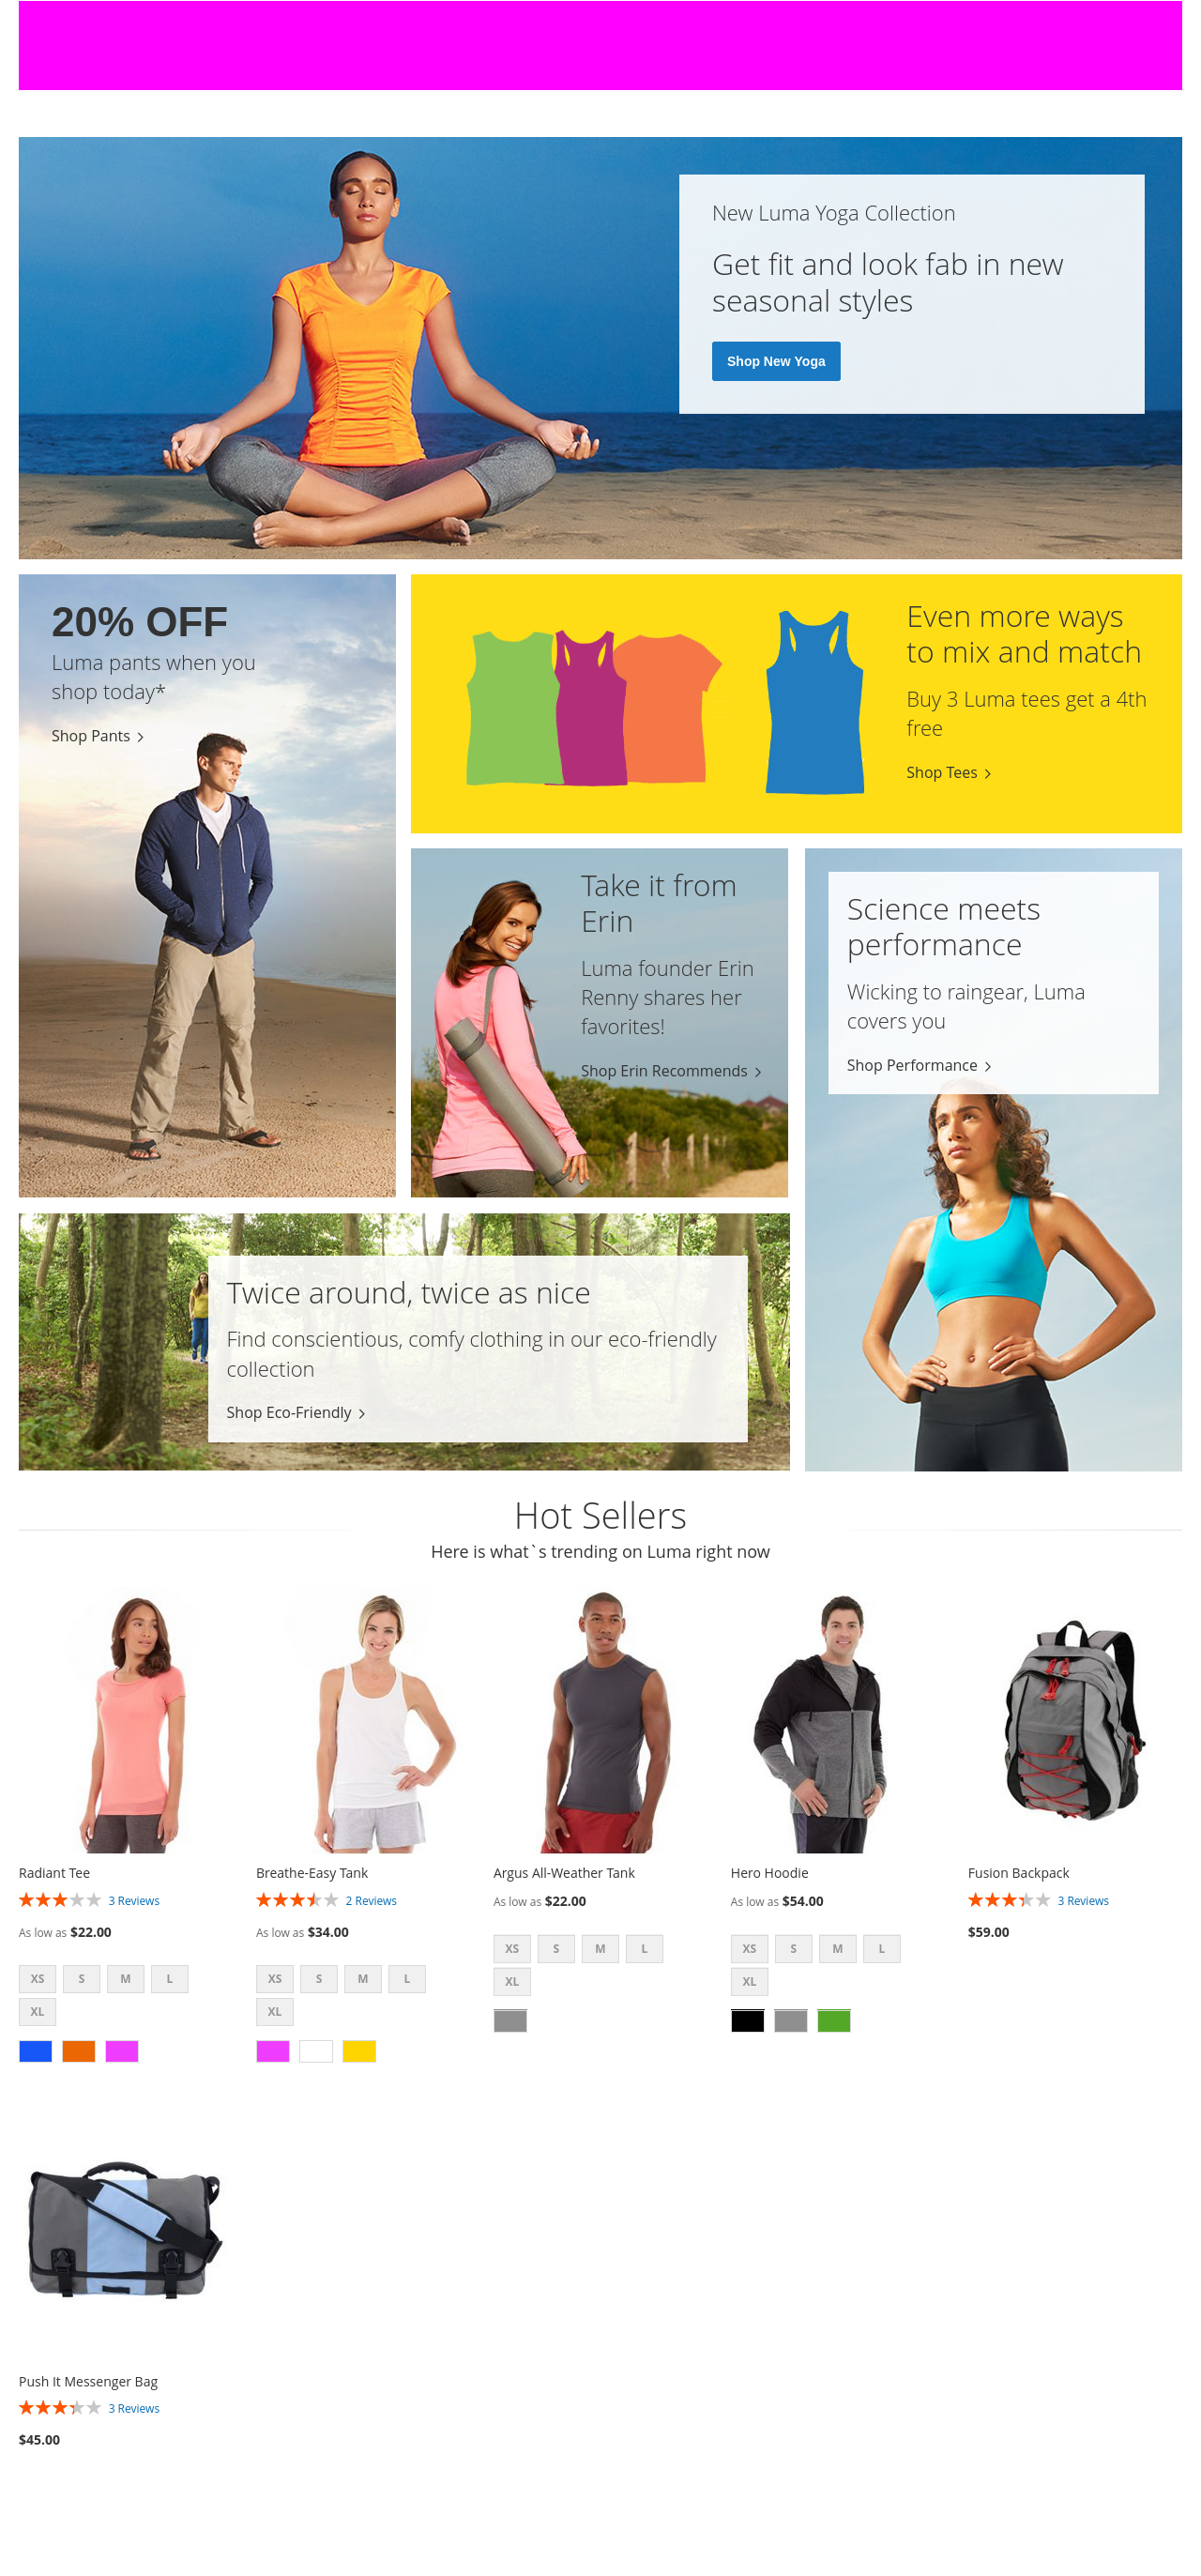 New Luma Yoga Collection
Get fit and look fab in new
seasonal styles
Shop New Yoga
20% OFF
Luma pants when you
shop today*
Shop Pants
Even more ways
to mix and match
Buy 3 Luma tees get a 4th
free
Shop Tees
Take it from
Erin
Luma founder Erin
Renny shares her
favorites!
Shop Erin Recommends
Science meets
performance
Wicking to raingear, Luma
covers you
Shop Performance
Twice around, twice as nice
Find conscientious, comfy clothing in our eco-friendly
collection
Shop Eco-Friendly
Hot Sellers
Here is what`s trending on Luma right now
Radiant Tee
3 Reviews
As low as $22.00
XS S M L
XL
Breathe-Easy Tank
2 Reviews
As low as $34.00
XS S M L
XL
Argus All-Weather Tank
As low as $22.00
XS S M L
XL
Hero Hoodie
As low as $54.00
XS S M L
XL
Fusion Backpack
3 Reviews
$59.00
Push It Messenger Bag
3 Reviews
$45.00